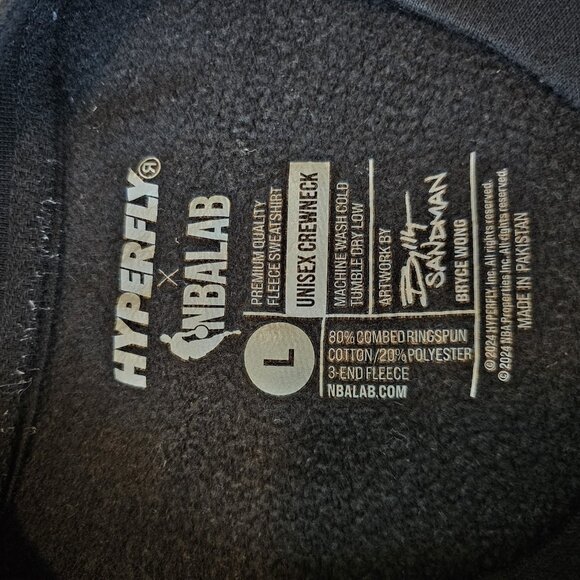 HYPERFLY®
×
NBALAB
L
PREMIUM QUALITY
FLEECE SWEATSHIRT
UNISEX CREWNECK
MACHINE WASH COLD
TUMBLE DRY LOW
80% COMBED RINGSPUN
COTTON/20% POLYESTER
3-END FLEECE
NBALAB.COM
ARTWORK BY
Billy
SANDMAN
BRYCE WONG
© 2024 HYPERFLY Inc. All rights reserved.
© 2024 NBA Properties Inc. All rights reserved.
MADE IN PAKISTAN